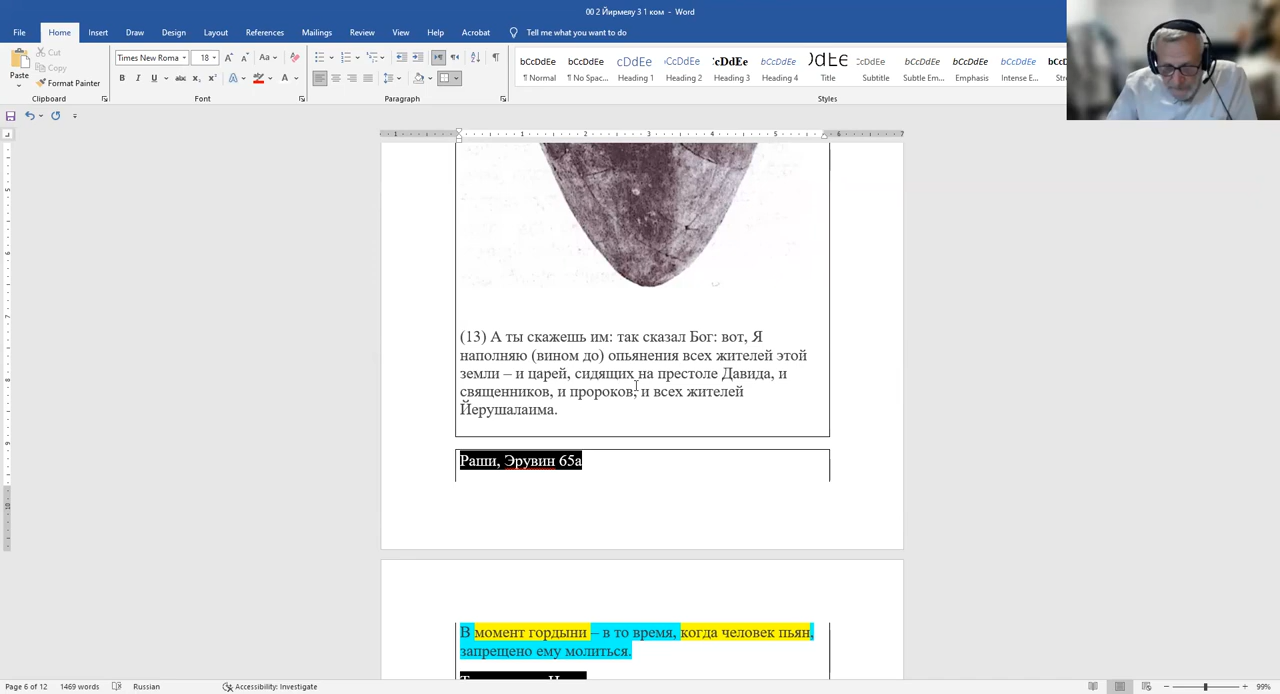 00 2 Йирмеяу 3 1 ком - Word
File Home Insert Draw Design Layout References Mailings Review View Help Acrobat Tell me what you want to do
Paste
Cut
Copy
Format Painter
Clipboard
Times New Roma 18
Font
Paragraph
AaBbCcDdEe
¶ Normal
¶ No Spac...
Heading 1
Heading 2
Heading 3
Heading 4
Title
Subtitle
Subtle Em...
Emphasis
Intense E...
Styles
(13) А ты скажешь им: так сказал Бог: вот, Я
наполняю (вином до) опьянения всех жителей этой
земли – и царей, сидящих на престоле Давида, и
священников, и пророков, и всех жителей
Йерушалаима.
Раши, Эрувин 65а
В момент гордыни – в то время, когда человек пьян,
запрещено ему молиться.
Page 6 of 12 1469 words Russian Accessibility: Investigate 99%